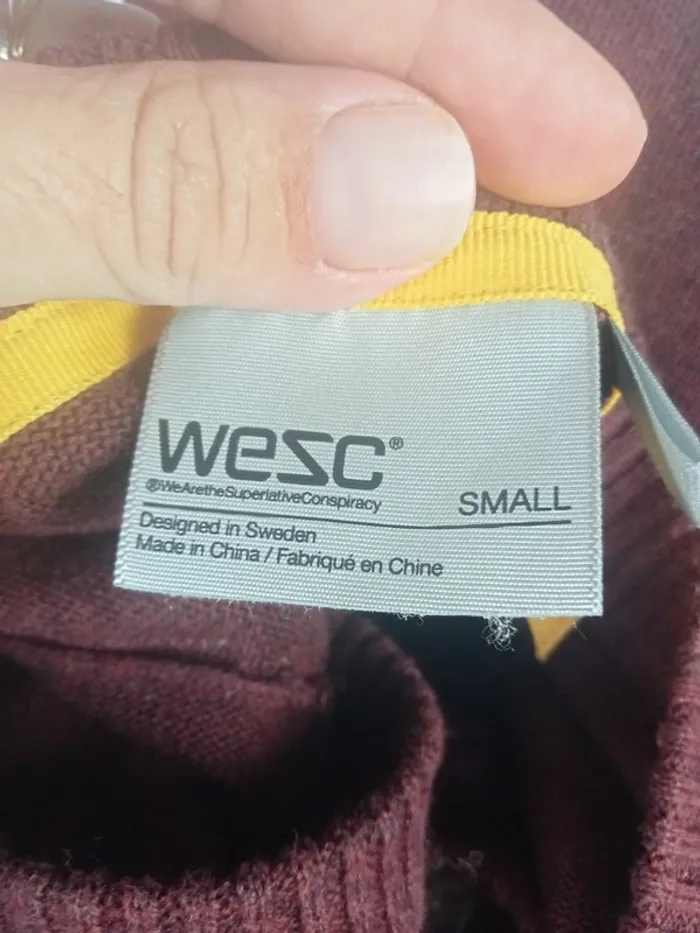 wesc®
®WeAretheSuperlativeConspiracy
SMALL
Designed in Sweden
Made in China / Fabriqué en Chine